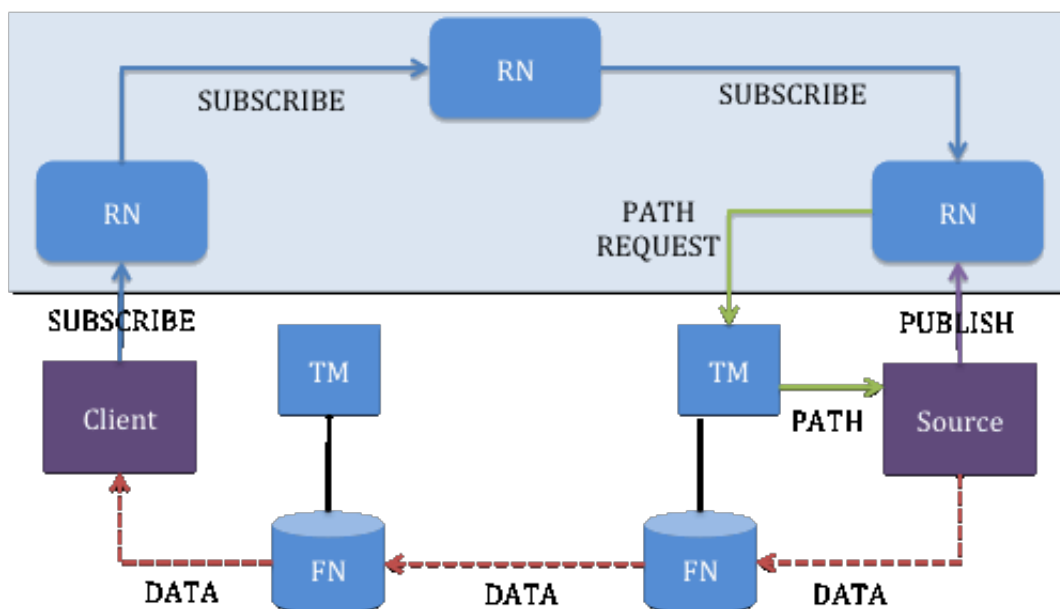 RN
SUBSCRIBE
SUBSCRIBE
RN
PATH
REQUEST
RN
SUBSCRIBE
PUBLISH
TM
TM
Client
PATH
Source
FN
FN
DATA
DATA
DATA